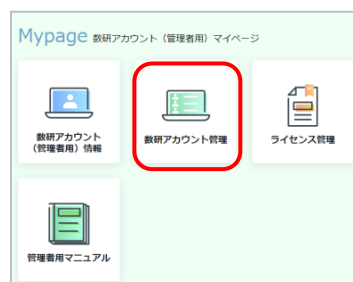 Mypage 数研アカウント（管理者用）マイページ
数研アカウント
（管理者用）情報
数研アカウント管理
ライセンス管理
管理者用マニュアル